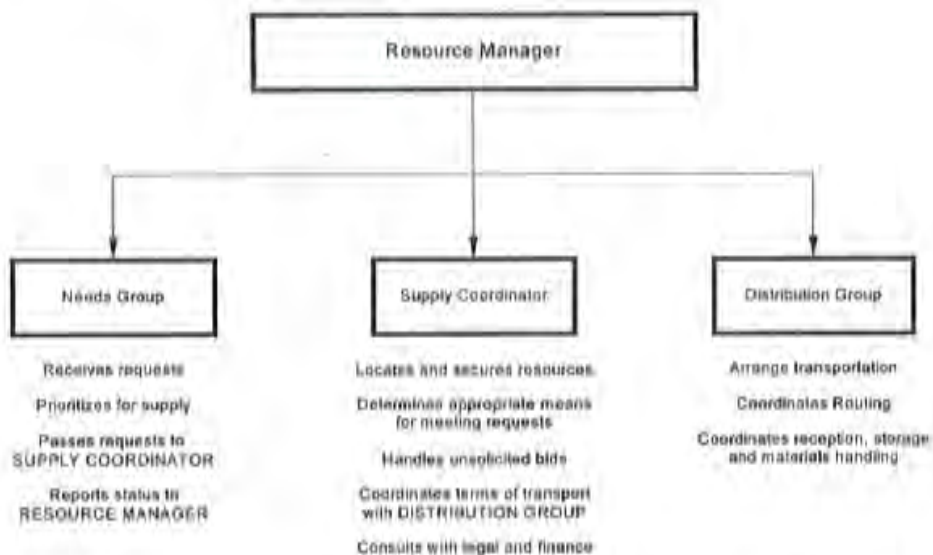 Resource Manager
Needs Group
Receives requests
Prioritizes for supply
Passes requests to
SUPPLY COORDINATOR
Reports status to
RESOURCE MANAGER
Supply Coordinator
Locates and secures resources
Determines appropriate means
for meeting requests
Handles unsolicited bids
Coordinates terms of transport
with DISTRIBUTION GROUP
Consults with legal and finance
Distribution Group
Arrange transportation
Coordinates Routing
Coordinates reception, storage
and materials handling